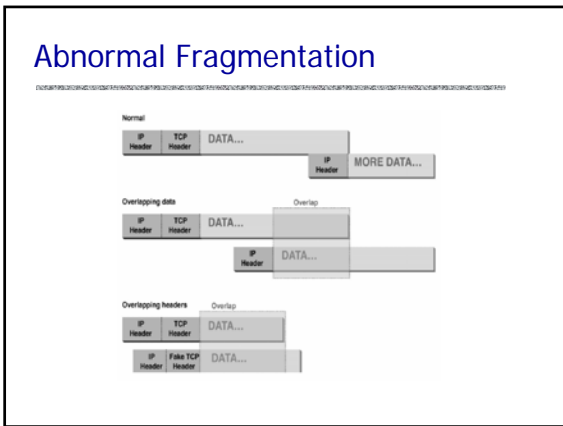 Abnormal Fragmentation
Normal
IP Header TCP Header DATA...
IP Header MORE DATA...
Overlapping data Overlap
IP Header TCP Header DATA...
IP Header DATA...
Overlapping headers Overlap
IP Header TCP Header DATA...
IP Header Fake TCP Header DATA...